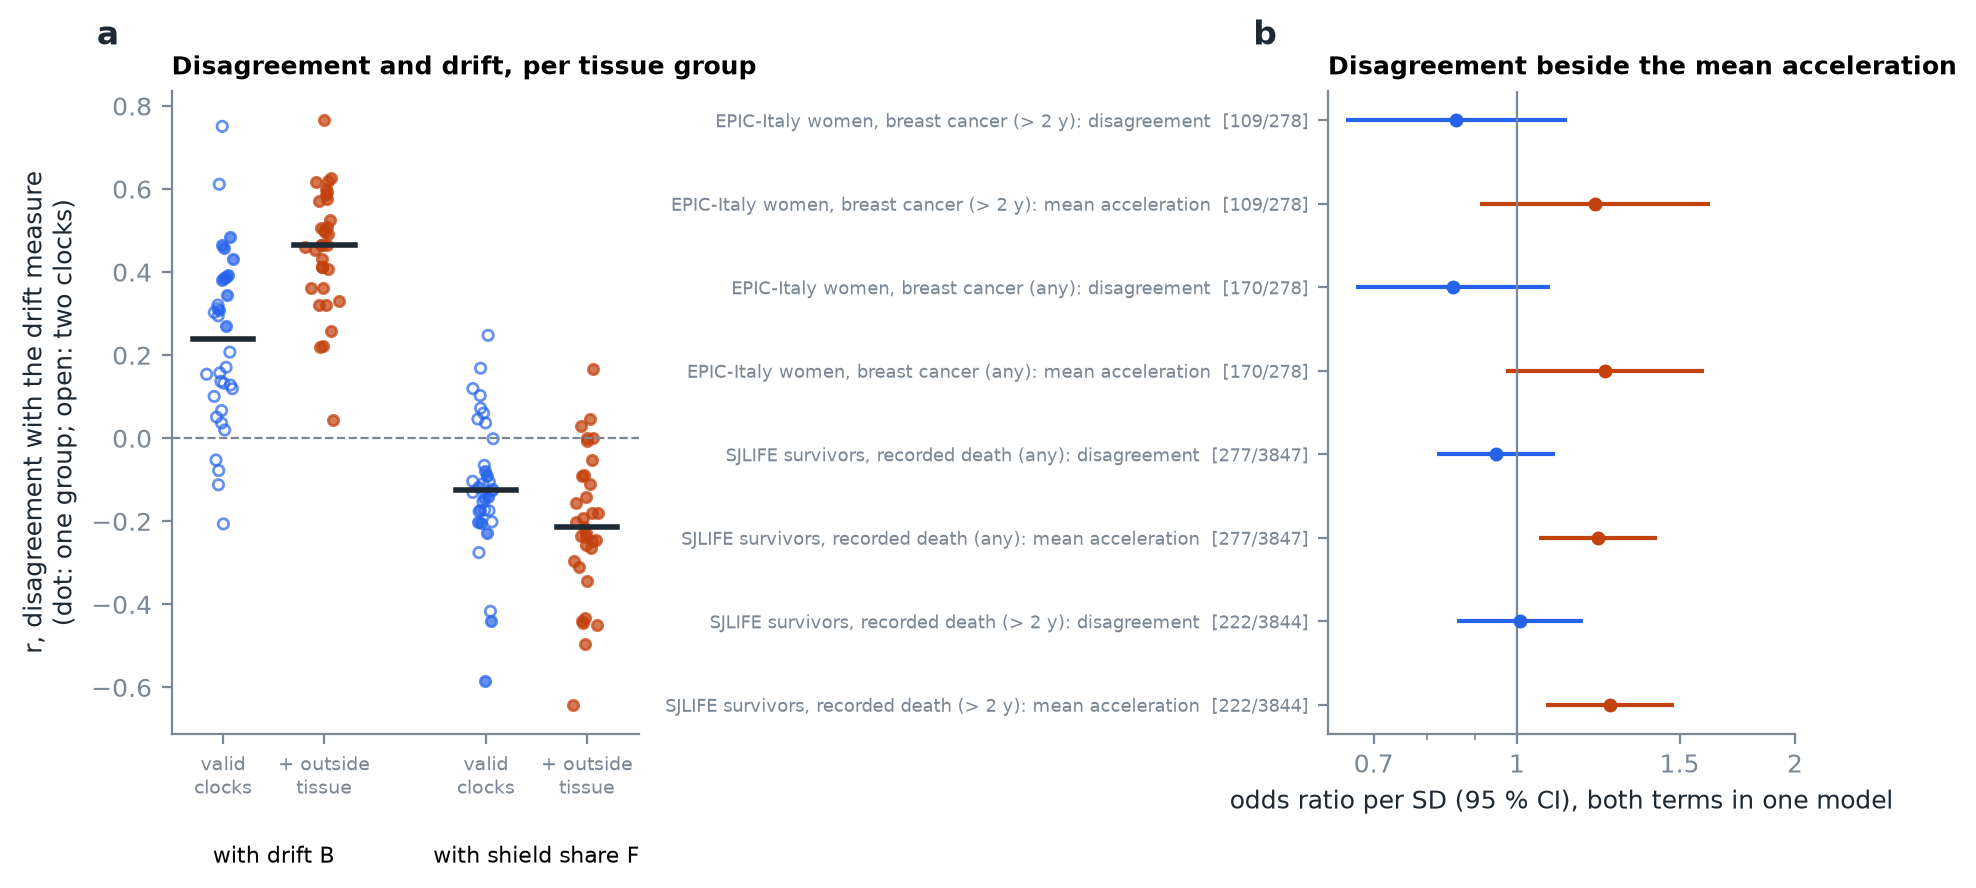 a
Disagreement and drift, per tissue group
r, disagreement with the drift measure
(dot: one group; open: two clocks)
0.8
0.6
0.4
0.2
0.0
−0.2
−0.4
−0.6
valid
clocks
+ outside
tissue
valid
clocks
+ outside
tissue
with drift B
with shield share F
b
Disagreement beside the mean acceleration
EPIC-Italy women, breast cancer (> 2 y): disagreement [109/278]
EPIC-Italy women, breast cancer (> 2 y): mean acceleration [109/278]
EPIC-Italy women, breast cancer (any): disagreement [170/278]
EPIC-Italy women, breast cancer (any): mean acceleration [170/278]
SJLIFE survivors, recorded death (any): disagreement [277/3847]
SJLIFE survivors, recorded death (any): mean acceleration [277/3847]
SJLIFE survivors, recorded death (> 2 y): disagreement [222/3844]
SJLIFE survivors, recorded death (> 2 y): mean acceleration [222/3844]
0.7 1 1.5 2
odds ratio per SD (95 % CI), both terms in one model